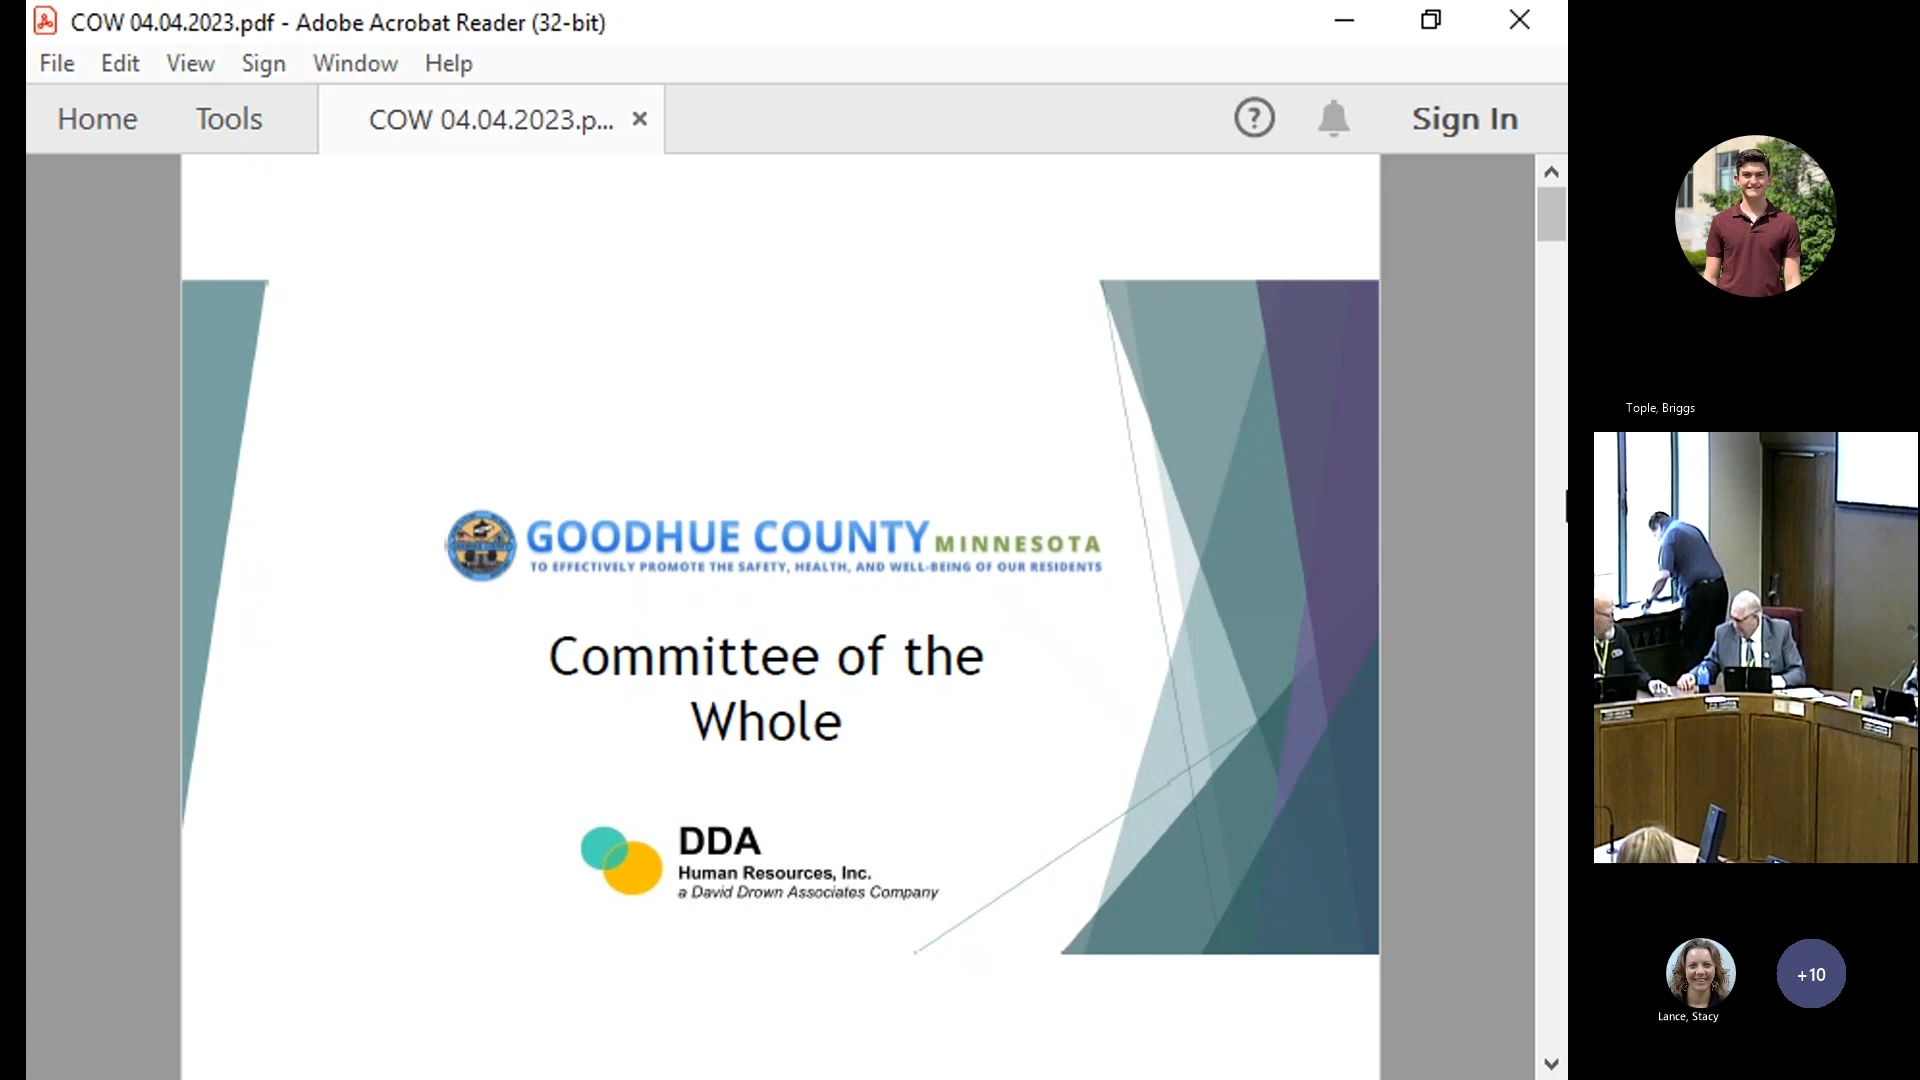 COW 04.04.2023.pdf - Adobe Acrobat Reader (32-bit)
File Edit View Sign Window Help
Home Tools COW 04.04.2023.p... Sign In
GOODHUE COUNTY MINNESOTA
TO EFFECTIVELY PROMOTE THE SAFETY, HEALTH, AND WELL-BEING OF OUR RESIDENTS
Committee of the
Whole
DDA
Human Resources, Inc.
a David Drown Associates Company
Tople, Briggs
Lance, Stacy
+10